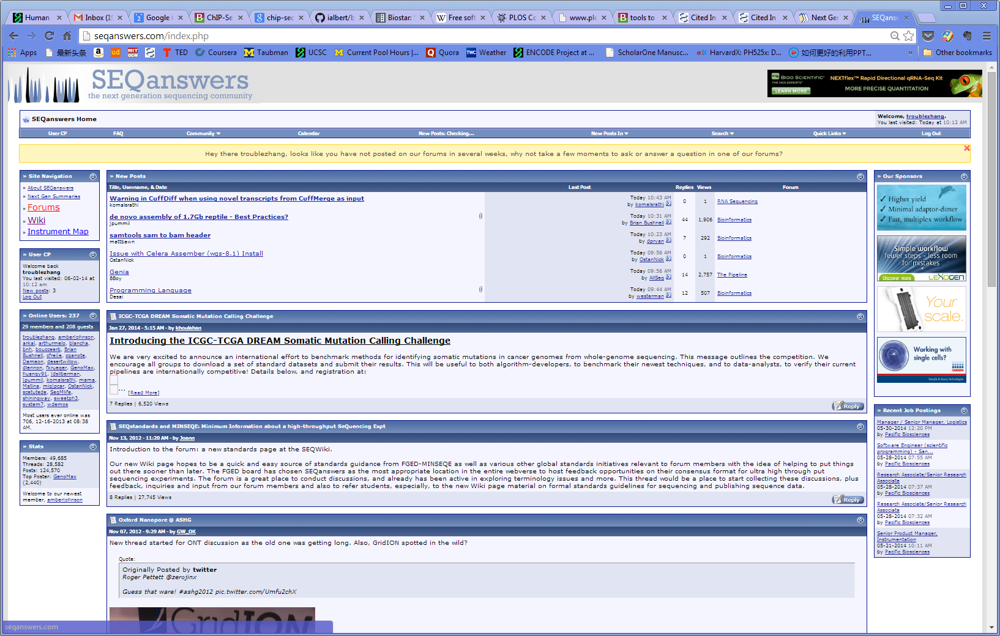 Human
Inbox (1
Google
ChIP-Se
chip-sec
ialbert/b
Biostar:
Free soft
PLOS Co
www.plo
tools to
Cited In
Cited In
Next Ge
SEQansw
seqanswers.com/index.php
Apps
最新头条
TED
Coursera
Taubman
UCSC
Current Pool Hours |...
Quora
Weather
ENCODE Project at ...
ScholarOne Manusc...
HarvardX: PH525x: D...
如何更好的利用PPT...
»
Other bookmarks
SEQanswers
the next generation sequencing community
BIOO SCIENTIFIC
THE NGS EXPERTS
LEARN MORE
NEXTflex™ Rapid Directional qRNA-Seq Kit
MORE PRECISE QUANTITATION
SEQanswers Home
Welcome, troublezhang.
You last visited: Today at 10:12 AM
User CP
FAQ
Community
Calendar
New Posts: Checking...
New Posts In
Search
Quick Links
Log Out
Hey there troublezhang, looks like you have not posted on our forums in several weeks, why not take a few moments to ask or answer a question in one of our forums?
» Site Navigation
» About SEQanswers
» Next Gen Summaries
» Forums
» Wiki
» Instrument Map
» User CP
Welcome back
troublezhang
You last visited: 06-02-14 at
10:12 am
New posts: 3
Log Out
» Online Users: 237
29 members and 208 guests
troublezhang, amberjohnson,
arkal, arthurmelo, blancha,
bnh, boucceerb, Brian
Bushnell, cfreije, cganote,
Dameon, desertwillow,
dlennon, fkrueger, GenoMax,
huangy91, jdsilberman,
jpummil, komalsrathi, mama,
Matina, migjpcar, OstanNick,
scetutede, SeqMlife,
shiningway, sweetph3,
system7, wdemos
Most users ever online was
706, 12-16-2013 at 08:38
AM.
» Stats
Members: 49,685
Threads: 28,582
Posts: 124,570
Top Poster: GenoMax
(2,440)
Welcome to our newest
member, amberjohnson
» New Posts
Title, Username, & Date
Last Post
Replies
Views
Forum
Warning in CuffDiff when using novel transcripts from CuffMerge as input
komalsrathi
Today 10:43 AM
by komalsrathi
0
1
RNA Sequencing
de novo assembly of 1.7Gb reptile - Best Practices?
jpummil
Today 10:31 AM
by Brian Bushnell
44
1,906
Bioinformatics
samtools sam to bam header
mattbawn
Today 10:23 AM
by dpryan
7
292
Bioinformatics
Issue with Celera Assember (wgs-8.1) Install
OstanNick
Today 09:56 AM
by OstanNick
0
1
Bioinformatics
Genia
BBoy
Today 09:56 AM
by AllSeq
14
2,757
The Pipeline
Programming Language
Desai
Today 09:44 AM
by westerman
12
507
Bioinformatics
ICGC-TCGA DREAM Somatic Mutation Calling Challenge
Jan 27, 2014 - 5:15 AM - by khoulahan
Introducing the ICGC-TCGA DREAM Somatic Mutation Calling Challenge
We are very excited to announce an international effort to benchmark methods for identifying somatic mutations in cancer genomes from whole-genome sequencing. This message outlines the competition. We
encourage all groups to download a set of standard datasets and submit their results. This will be useful to both algorithm-developers, to benchmark their newest techniques, and to data-analysts, to verify their current
pipelines are internationally competitive! Details below, and registration at:
... [Read More]
7 Replies | 6,520 Views
Reply
SEQstandards and MINSEQE: Minimum Information about a high-throughput SeQuencing Expt
Nov 13, 2012 - 11:20 AM - by Joann
Introduction to the forum: a new standards page at the SEQWiki.
Our new Wiki page hopes to be a quick and easy source of standards guidance from FGED-MINSEQE as well as various other global standards initiatives relevant to forum members with the idea of helping to put things
out there sooner than later. The FGED board has chosen SEQanswers as the most appropriate location in the entire webverse to host feedback opportunities on their consensus format for ultra high through put
sequencing experiments. The forum is a great place to conduct discussions, and already has been active in exploring terminology issues and more. This thread would be a place to start collecting these discussions, plus
feedback, inquiries and input from our forum members and also to refer students, especially, to the new Wiki page material on formal standards guidelines for sequencing and publishing sequence data.
8 Replies | 27,745 Views
Reply
Oxford Nanopore @ ASHG
Nov 07, 2012 - 9:29 AM - by GW_OK
New thread started for ONT discussion as the old one was getting long. Also, GridION spotted in the wild?
Quote:
Originally Posted by twitter
Roger Pettett @zerojinx
Guess that ware! #ashg2012 pic.twitter.com/Umfu2chX
GridION
» Our Sponsors
✓ Higher yield
✓ Minimal adaptor-dimer
✓ Fast, multiplex workflow
Simple workflow
fewer steps - less room
for mistakes
Discover more
LEXOGEN
Your
scale.
Working with
single cells?
QIAGEN
Sample & Assay Technologies
» Recent Job Postings
Manager / Senior Manager, Logistics
05-30-2014 12:20 PM
by Pacific Biosciences
Software Engineer (scientific
programming) - San...
05-28-2014 07:55 AM
by Pacific Biosciences
Research Associate/Senior Research
Associate
05-28-2014 07:37 AM
by Pacific Biosciences
Research Associate/Senior Research
Associate
05-28-2014 07:32 AM
by Pacific Biosciences
Senior Product Manager,
Instrumentation
05-21-2014 10:11 AM
by Pacific Biosciences
seqanswers.com